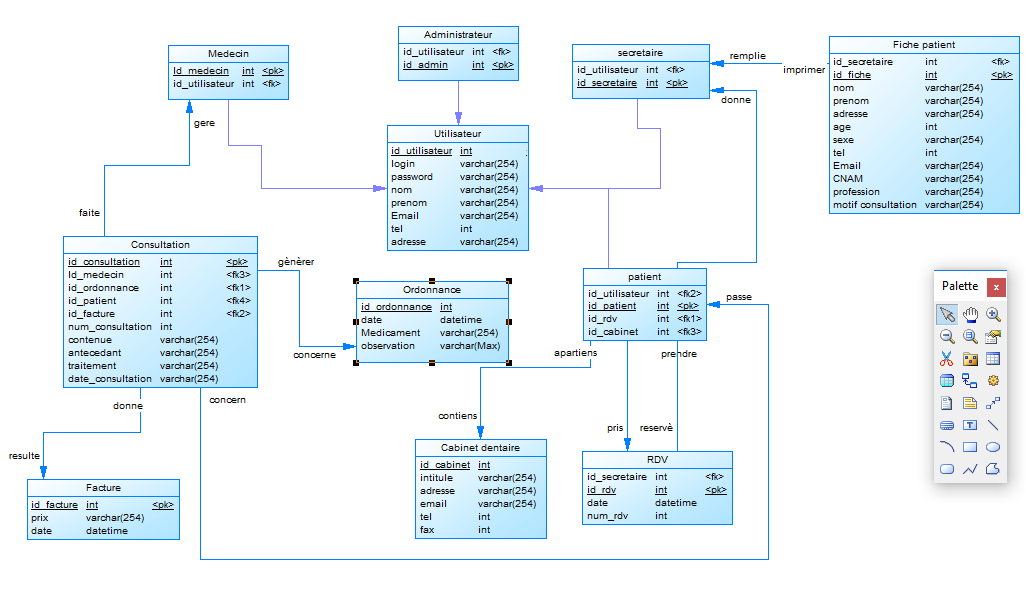 Medecin
Id_medecin int <pk>
id_utilisateur int <fk>
Administrateur
id_utilisateur int <fk>
id_admin int <pk>
secretaire
id_utilisateur int <fk>
id_secretaire int <pk>
remplie
imprimer
Fiche patient
id_secretaire int <fk>
id_fiche int <pk>
nom varchar(254)
prenom varchar(254)
adresse varchar(254)
age int
sexe varchar(254)
tel int
Email varchar(254)
CNAM varchar(254)
profession varchar(254)
motif consultation varchar(254)
donne
gere
Utilisateur
id_utilisateur int
login varchar(254)
password varchar(254)
nom varchar(254)
prenom varchar(254)
Email varchar(254)
tel int
adresse varchar(254)
faite
Consultation
id_consultation int <pk>
Id_medecin int <fk3>
id_ordonnance int <fk1>
id_patient int <fk4>
id_facture int <fk2>
num_consultation int
contenue varchar(254)
antecedant varchar(254)
traitement varchar(254)
date_consultation varchar(254)
gènèrer
concerne
Ordonnance
id_ordonnance int
date datetime
Medicament varchar(254)
observation varchar(Max)
patient
id_utilisateur int <fk2>
id_patient int <pk>
id_rdv int <fk1>
id_cabinet int <fk3>
passe
apartiens
prendre
Palette
x
donne
concern
contiens
pris
reservè
resulte
Cabinet dentaire
id_cabinet int
intitule varchar(254)
adresse varchar(254)
email varchar(254)
tel int
fax int
RDV
id_secretaire int <fk>
id_rdv int <pk>
date datetime
num_rdv int
Facture
id_facture int <pk>
prix varchar(254)
date datetime